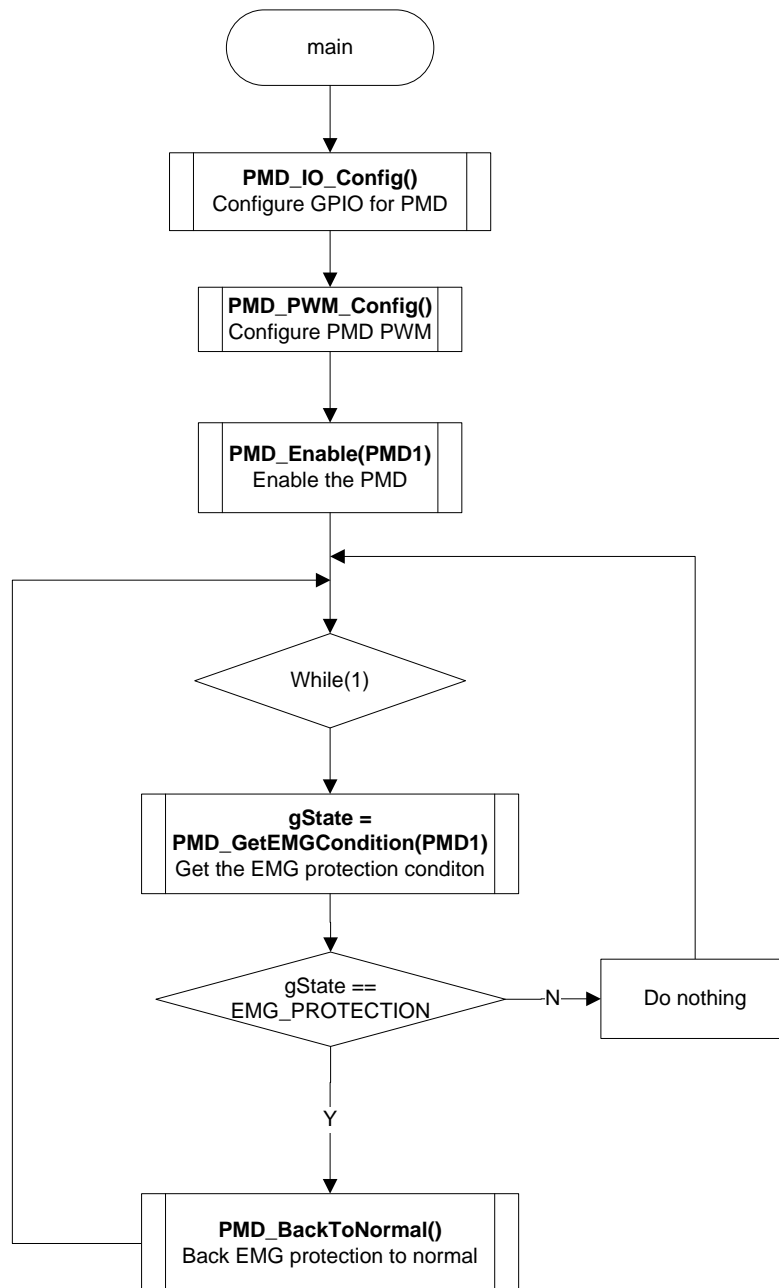 main
PMD_IO_Config()
Configure GPIO for PMD
PMD_PWM_Config()
Configure PMD PWM
PMD_Enable(PMD1)
Enable the PMD
While(1)
gState =
PMD_GetEMGCondition(PMD1)
Get the EMG protection conditon
gState ==
EMG_PROTECTION
N
Do nothing
Y
PMD_BackToNormal()
Back EMG protection to normal